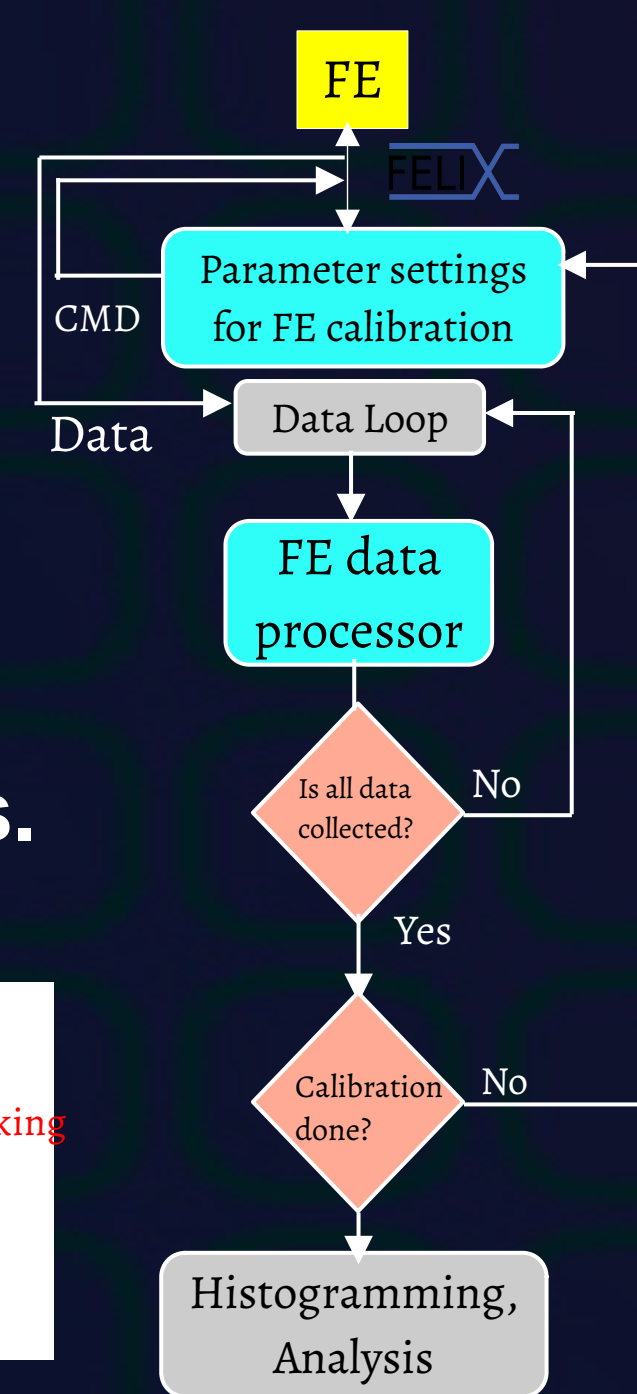 FE
FELIX
Parameter settings
for FE calibration
CMD
Data Loop
Data
FE data
processor
Is all data
collected?
No
s.
Yes
Calibration
done?
No
king
Histogramming,
Analysis